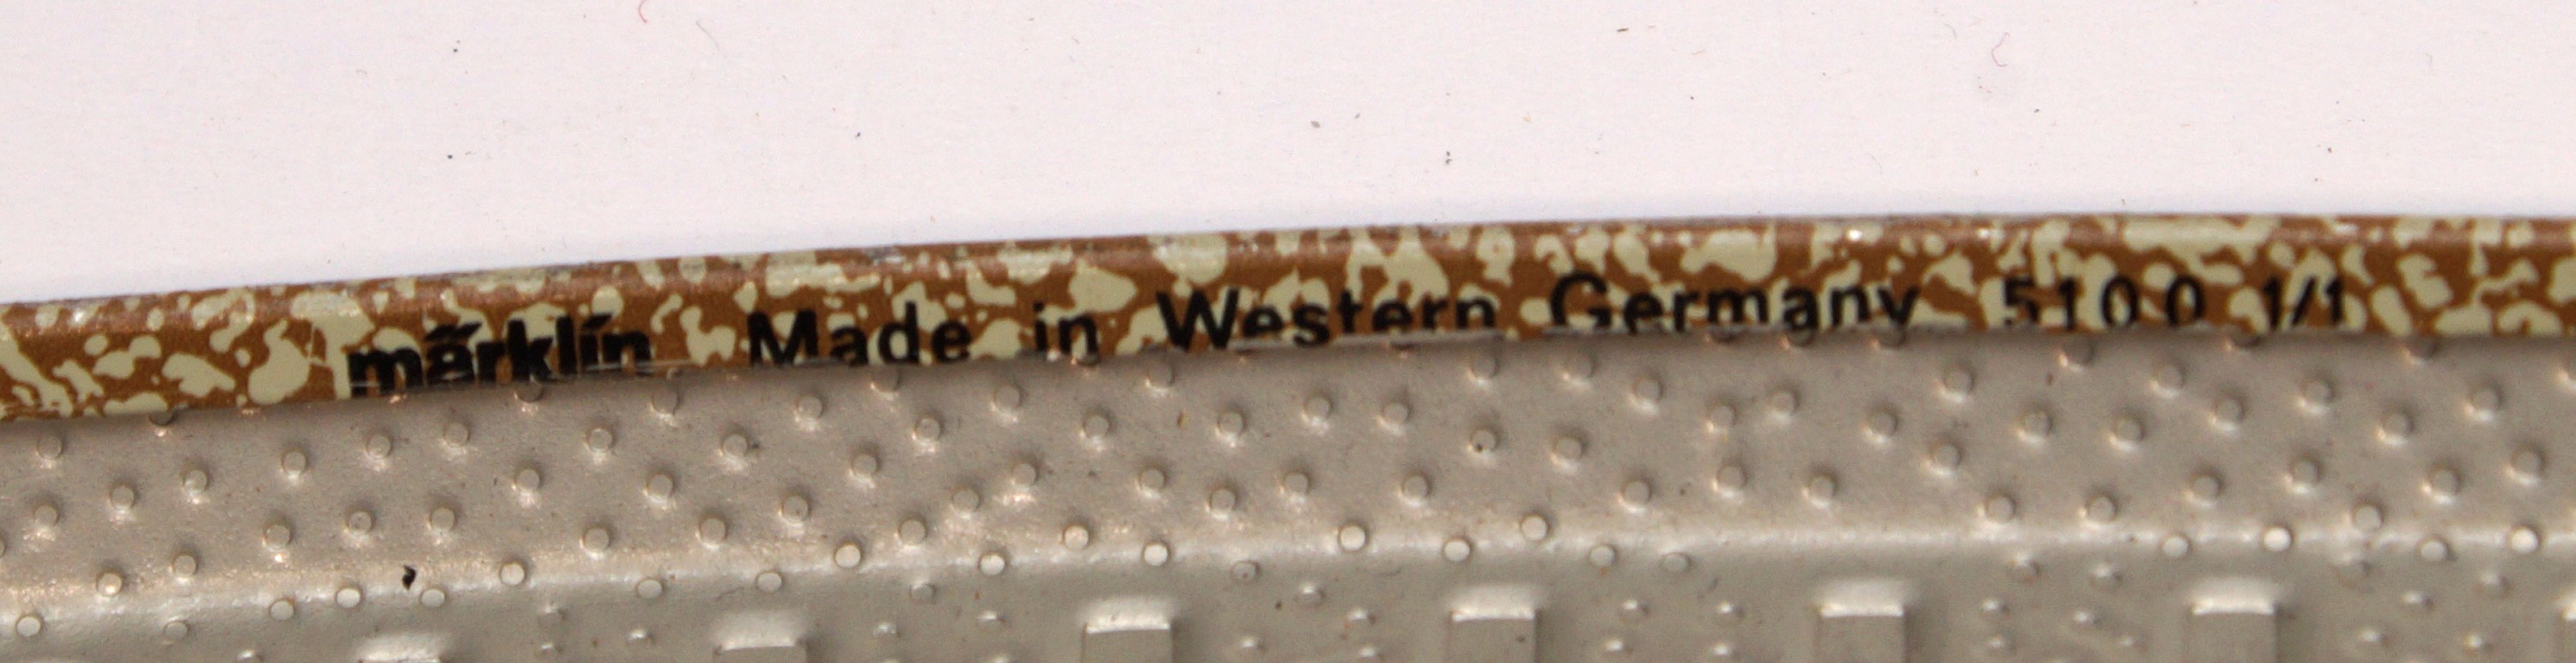 märklin Made in Western Germany 5100 1/1